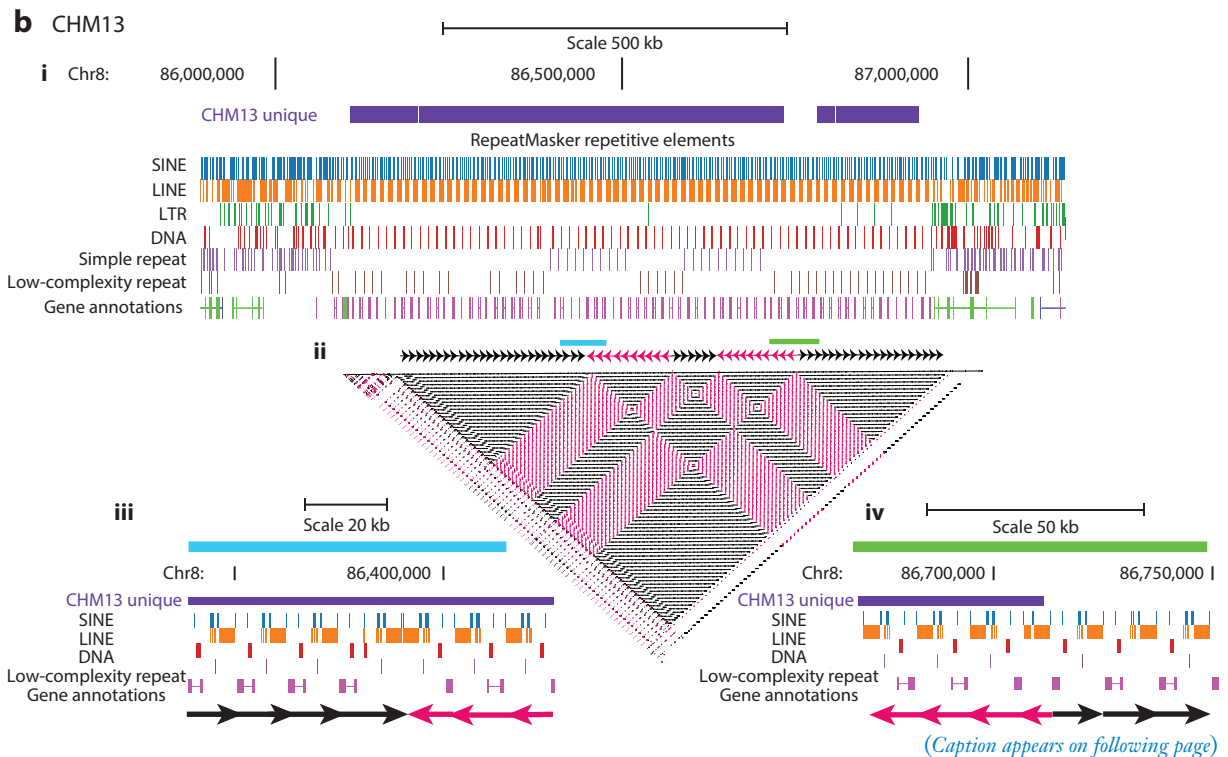 b CHM13
Scale 500 kb
i Chr8: 86,000,000 86,500,000 87,000,000
CHM13 unique
RepeatMasker repetitive elements
SINE
LINE
LTR
DNA
Simple repeat
Low-complexity repeat
Gene annotations
ii
iii
Scale 20 kb
Chr8: 86,400,000
CHM13 unique
SINE
LINE
DNA
Low-complexity repeat
Gene annotations
iv
Scale 50 kb
Chr8: 86,700,000 86,750,000
CHM13 unique
SINE
LINE
DNA
Low-complexity repeat
Gene annotations
(Caption appears on following page)